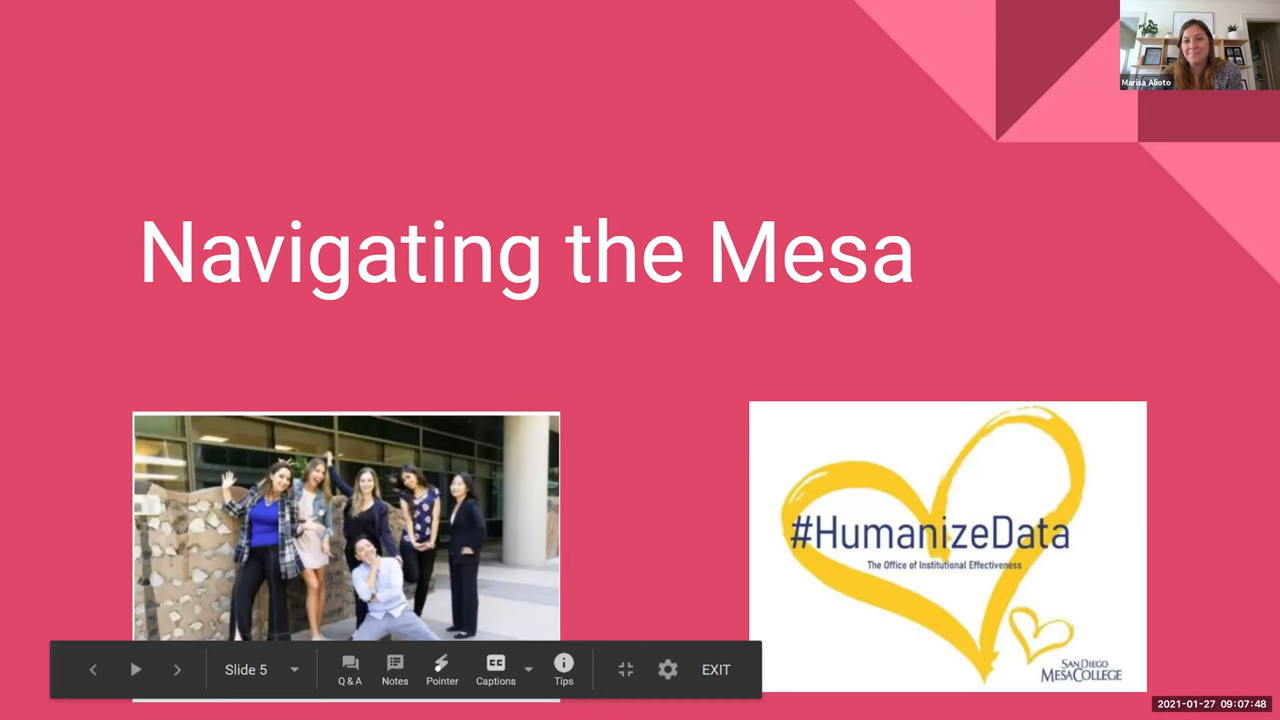 Marisa Alioto
Navigating the Mesa
#HumanizeData
The Office of Institutional Effectiveness
SAN DIEGO
MESA COLLEGE
Slide 5
Q & A
Notes
Pointer
CC
Captions
Tips
EXIT
2021-01-27 09:07:48